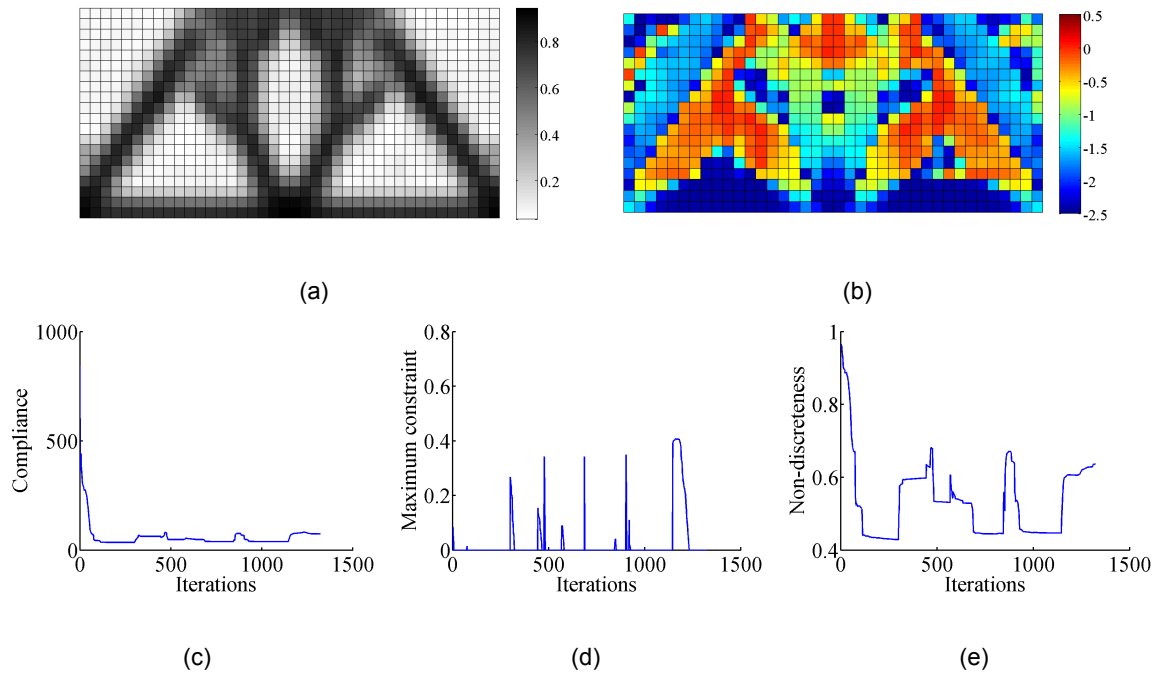 0.8
0.6
0.4
0.2
0.5
0
-0.5
-1
-1.5
-2
-2.5
(a)
(b)
1000
500
0
Compliance
0 500 1000 1500
Iterations
0.8
0.6
0.4
0.2
0
Maximum constraint
0 500 1000 1500
Iterations
1
0.8
0.6
0.4
Non-discreteness
0 500 1000 1500
Iterations
(c)
(d)
(e)